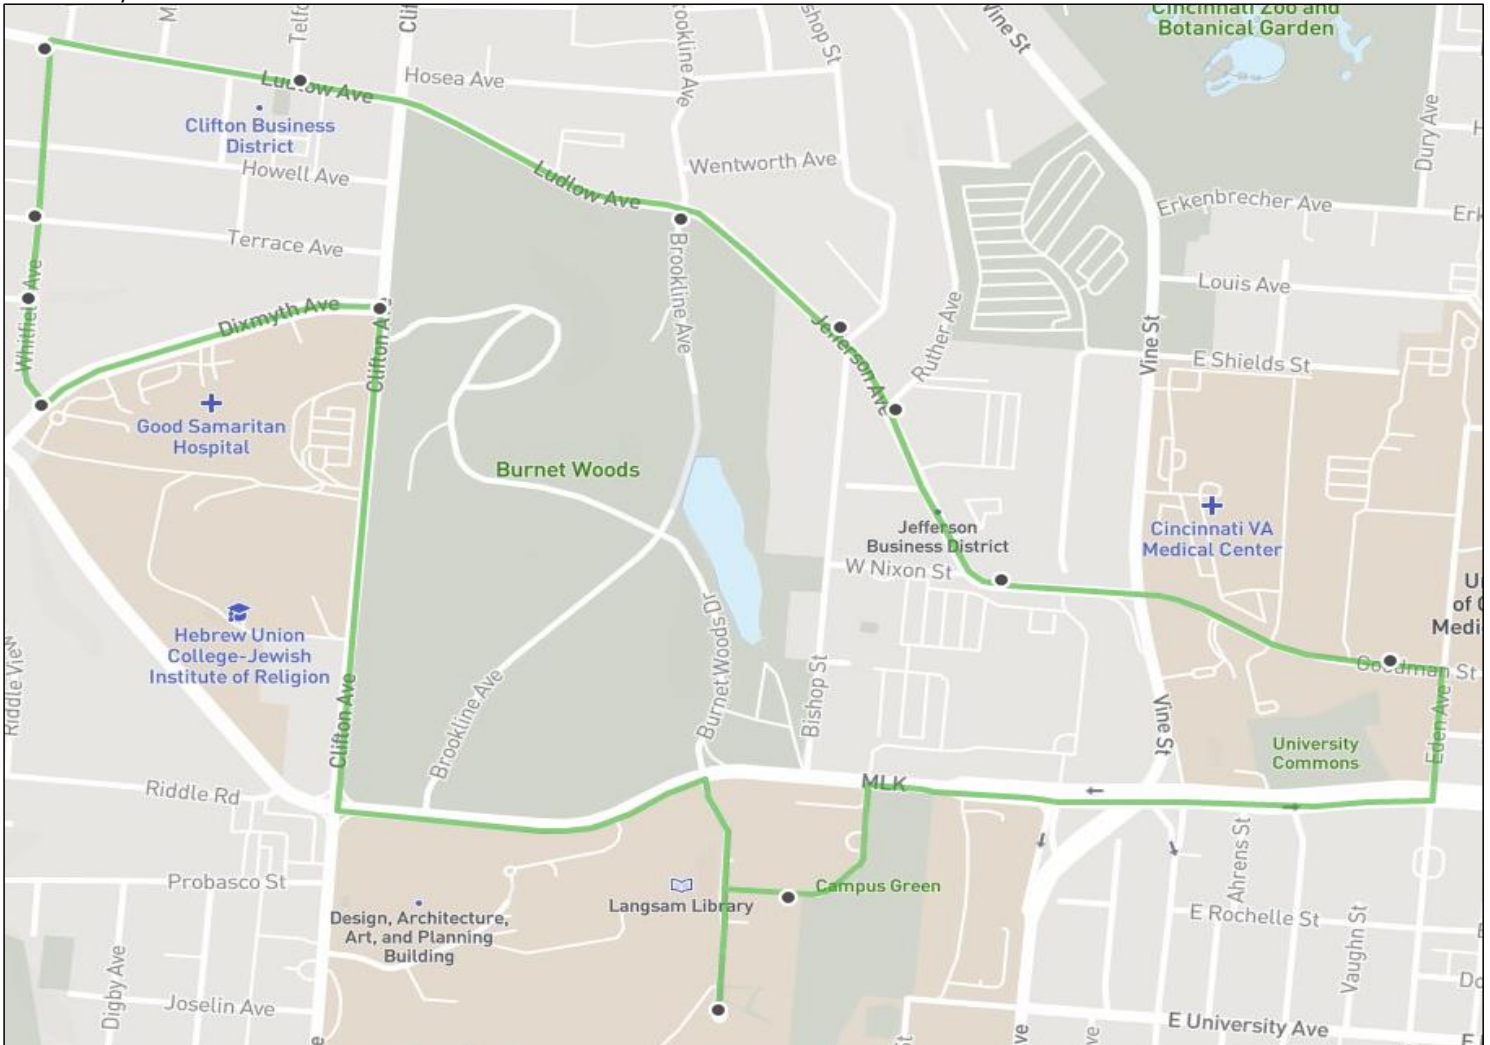 Cincinnati Zoo and
Botanical Garden
Vine St
Brookline Ave
Hosea Ave
Ludlow Ave
Clifton Business
District
Howell Ave
Wentworth Ave
Dury Ave
Ludlow Ave
Erkenbrecher Ave
Terrace Ave
Brookline Ave
Louis Ave
Whitfield Ave
Dixmyth Ave
Clifton Ave
Jefferson Ave
Ruther Ave
Vine St
E Shields St
Good Samaritan
Hospital
Burnet Woods
Jefferson
Business District
Cincinnati VA
Medical Center
W Nixon St
Hebrew Union
College-Jewish
Institute of Religion
Burnet Woods Dr
Goodman St
Riddle View
Clifton Ave
Brookline Ave
Bishop St
Vine St
Eden Ave
University
Commons
MLK
Riddle Rd
Ahrens St
Probasco St
Langsam Library
Campus Green
Design, Architecture,
Art, and Planning
Building
E Rochelle St
Vaughn St
Digby Ave
Joselin Ave
E University Ave